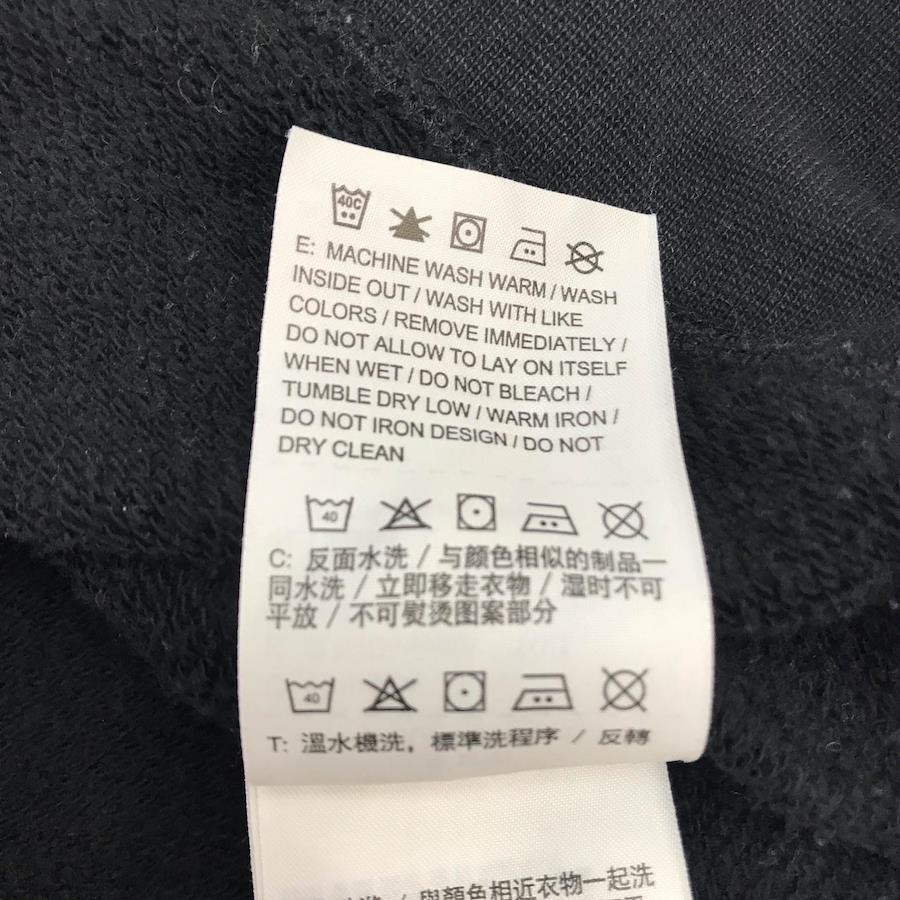 40C
E: MACHINE WASH WARM / WASH
INSIDE OUT / WASH WITH LIKE
COLORS / REMOVE IMMEDIATELY /
DO NOT ALLOW TO LAY ON ITSELF
WHEN WET / DO NOT BLEACH /
TUMBLE DRY LOW / WARM IRON /
DO NOT IRON DESIGN / DO NOT
DRY CLEAN
40
C: 反面水洗 / 与颜色相似的制品一
同水洗 / 立即移走衣物 / 湿时不可
平放 / 不可熨烫图案部分
40
T: 溫水機洗，標準洗程序 / 反轉
/ 與顏色相近衣物一起洗